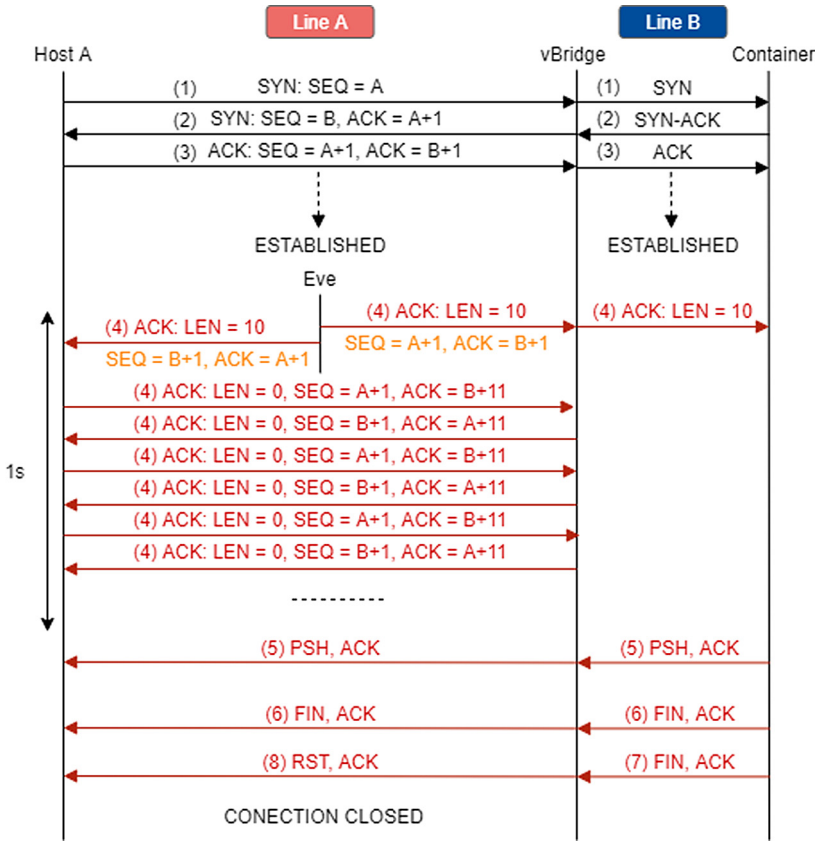 Line A
Line B
Host A
vBridge
Container
(1) SYN: SEQ = A
(1) SYN
(2) SYN: SEQ = B, ACK = A+1
(2) SYN-ACK
(3) ACK: SEQ = A+1, ACK = B+1
(3) ACK
ESTABLISHED
ESTABLISHED
Eve
(4) ACK: LEN = 10
(4) ACK: LEN = 10
(4) ACK: LEN = 10
SEQ = A+1, ACK = B+1
SEQ = B+1, ACK = A+1
(4) ACK: LEN = 0, SEQ = A+1, ACK = B+11
(4) ACK: LEN = 0, SEQ = B+1, ACK = A+11
(4) ACK: LEN = 0, SEQ = A+1, ACK = B+11
1s
(4) ACK: LEN = 0, SEQ = B+1, ACK = A+11
(4) ACK: LEN = 0, SEQ = A+1, ACK = B+11
(4) ACK: LEN = 0, SEQ = B+1, ACK = A+11
(5) PSH, ACK
(5) PSH, ACK
(6) FIN, ACK
(6) FIN, ACK
(8) RST, ACK
(7) FIN, ACK
CONECTION CLOSED